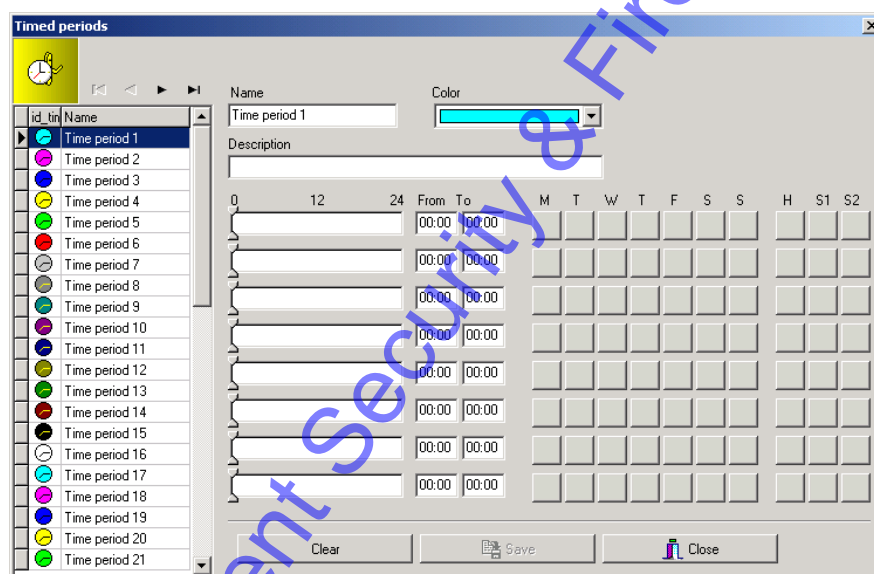 Timed periods
Name Color
id_tin Name
Time period 1
Description
Time period 1
Time period 2
Time period 3
Time period 4
Time period 5
Time period 6
Time period 7
Time period 8
Time period 9
Time period 10
Time period 11
Time period 12
Time period 13
Time period 14
Time period 15
Time period 16
Time period 17
Time period 18
Time period 19
Time period 20
Time period 21
0 12 24 From To M T W T F S S H S1 S2
00:00 00:00
00:00 00:00
00:00 00:00
00:00 00:00
00:00 00:00
00:00 00:00
00:00 00:00
00:00 00:00
Clear Save Close
ent Security & Fire